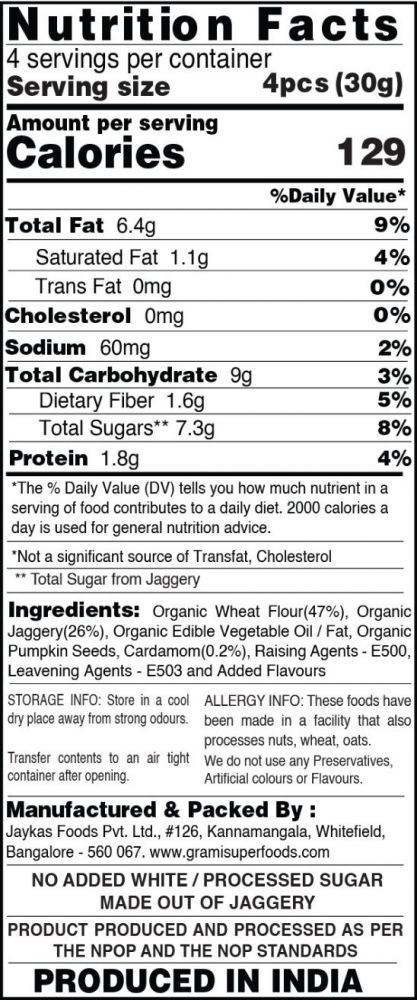 Nutrition Facts
4 servings per container
Serving size 4pcs (30g)
Amount per serving
Calories 129
%Daily Value*
Total Fat 6.4g 9%
Saturated Fat 1.1g 4%
Trans Fat 0mg 0%
Cholesterol 0mg 0%
Sodium 60mg 2%
Total Carbohydrate 9g 3%
Dietary Fiber 1.6g 5%
Total Sugars** 7.3g 8%
Protein 1.8g 4%
*The % Daily Value (DV) tells you how much nutrient in a
serving of food contributes to a daily diet. 2000 calories a
day is used for general nutrition advice.
*Not a significant source of Transfat, Cholesterol
** Total Sugar from Jaggery
Ingredients: Organic Wheat Flour(47%), Organic
Jaggery(26%), Organic Edible Vegetable Oil / Fat, Organic
Pumpkin Seeds, Cardamom(0.2%), Raising Agents - E500,
Leavening Agents - E503 and Added Flavours
STORAGE INFO: Store in a cool
dry place away from strong odours.
Transfer contents to an air tight
container after opening.
ALLERGY INFO: These foods have
been made in a facility that also
processes nuts, wheat, oats.
We do not use any Preservatives,
Artificial colours or Flavours.
Manufactured & Packed By :
Jaykas Foods Pvt. Ltd., #126, Kannamangala, Whitefield,
Bangalore - 560 067. www.gramisuperfoods.com
NO ADDED WHITE / PROCESSED SUGAR
MADE OUT OF JAGGERY
PRODUCT PRODUCED AND PROCESSED AS PER
THE NPOP AND THE NOP STANDARDS
PRODUCED IN INDIA